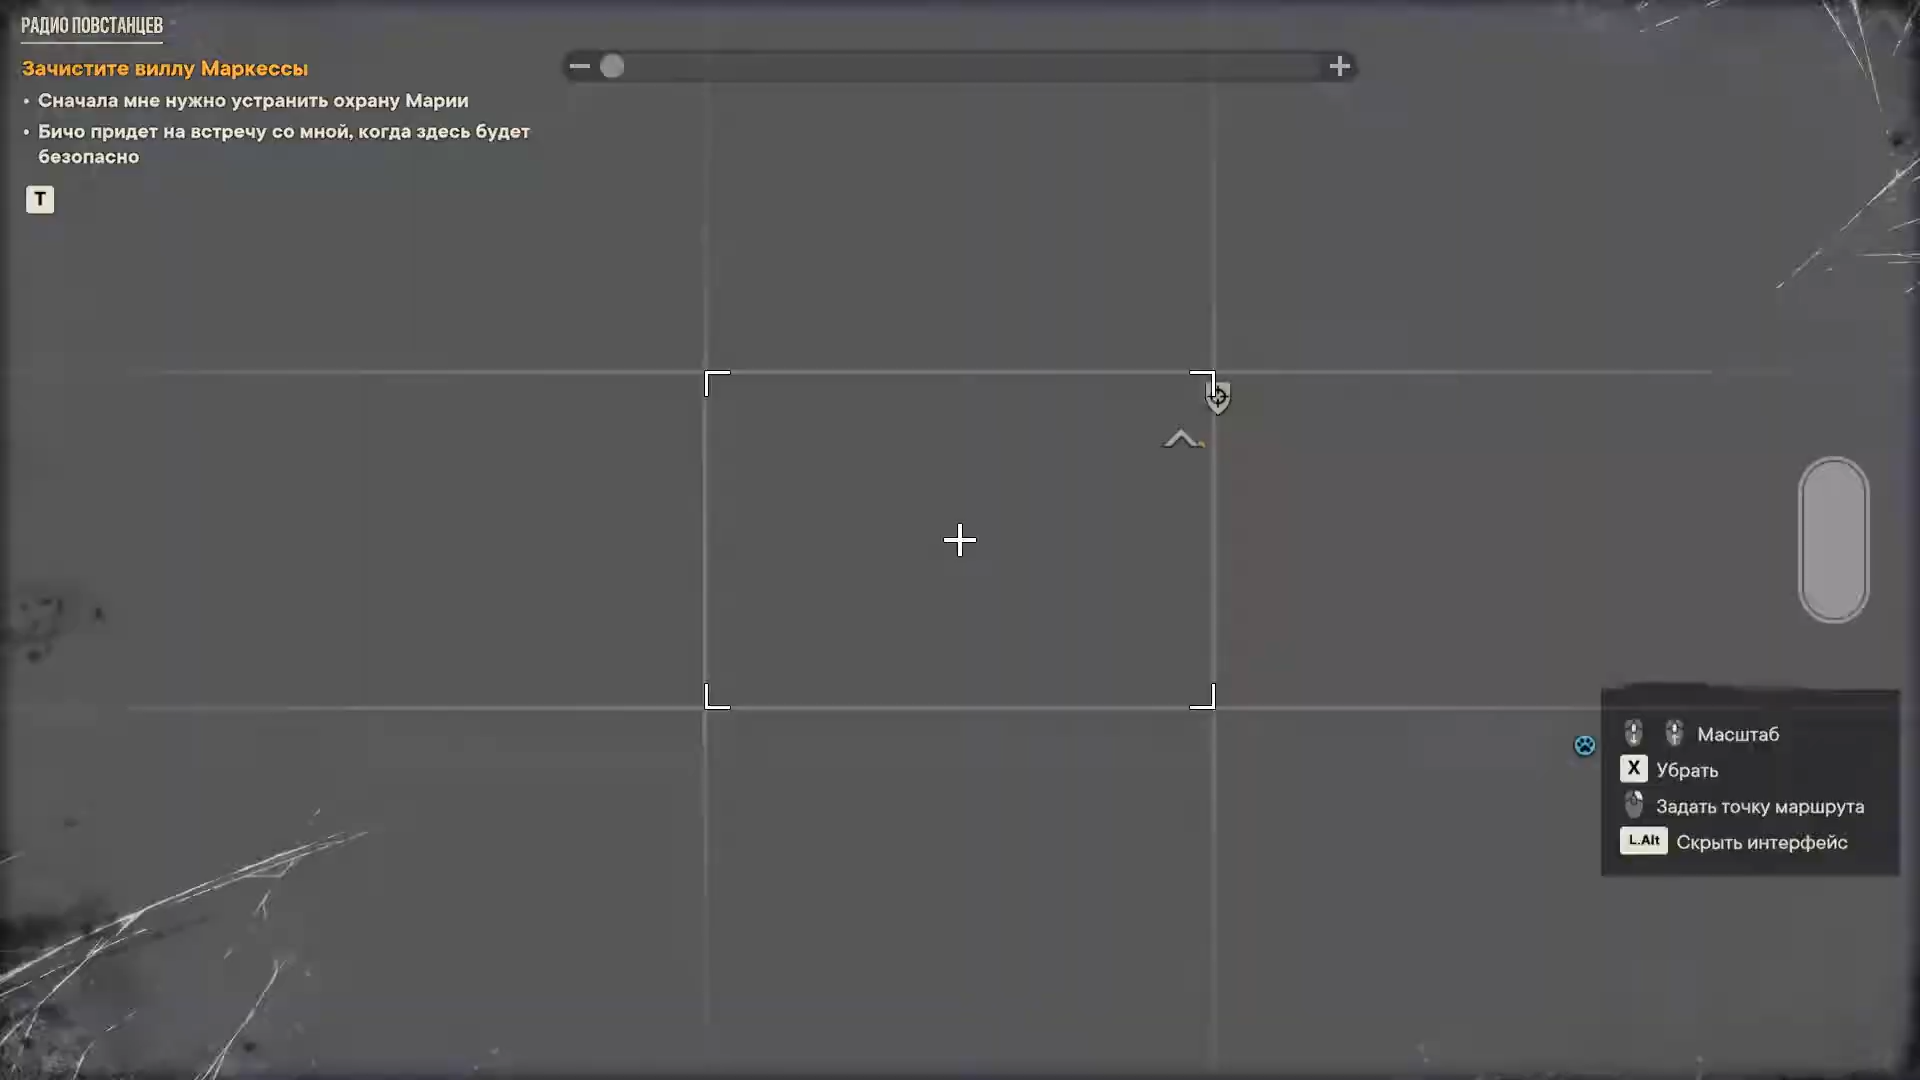 РАДИО ПОВСТАНЦЕВ
Зачистите виллу Маркессы
• Сначала мне нужно устранить охрану Марии
• Бичо придет на встречу со мной, когда здесь будет
безопасно
T
Масштаб
X Убрать
Задать точку маршрута
L.Alt Скрыть интерфейс